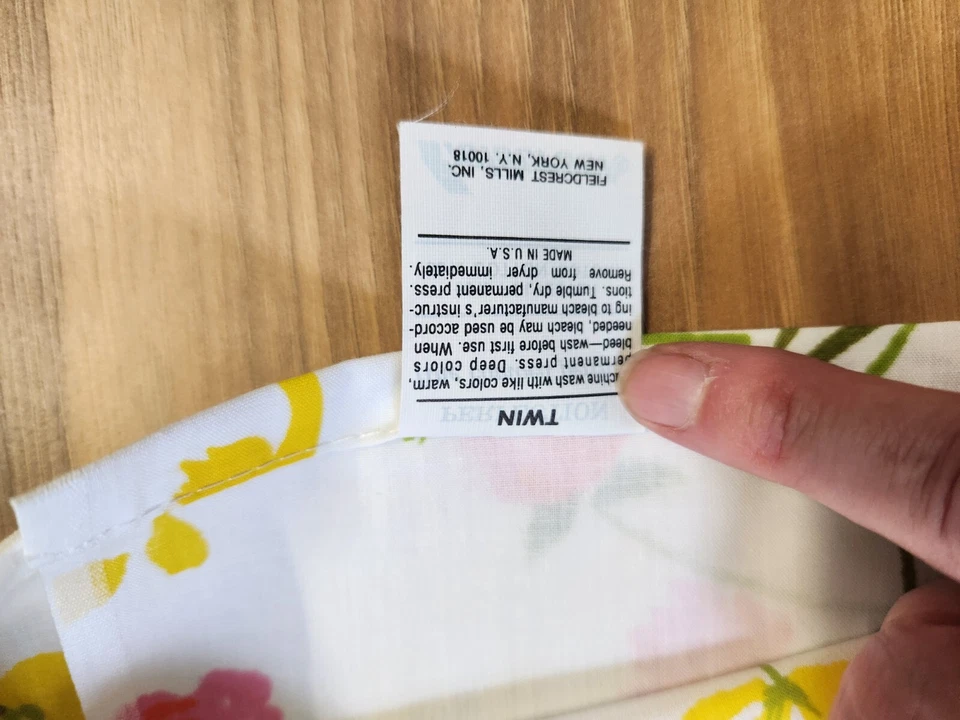 TWIN
achine wash with like colors, warm,
permanent press. Deep colors
bleed—wash before first use. When
needed, bleach may be used accord-
ing to bleach manufacturer's instruc-
tions. Tumble dry, permanent press.
Remove from dryer immediately.
MADE IN U.S.A.
FIELDCREST MILLS, INC.
NEW YORK, N.Y. 10018